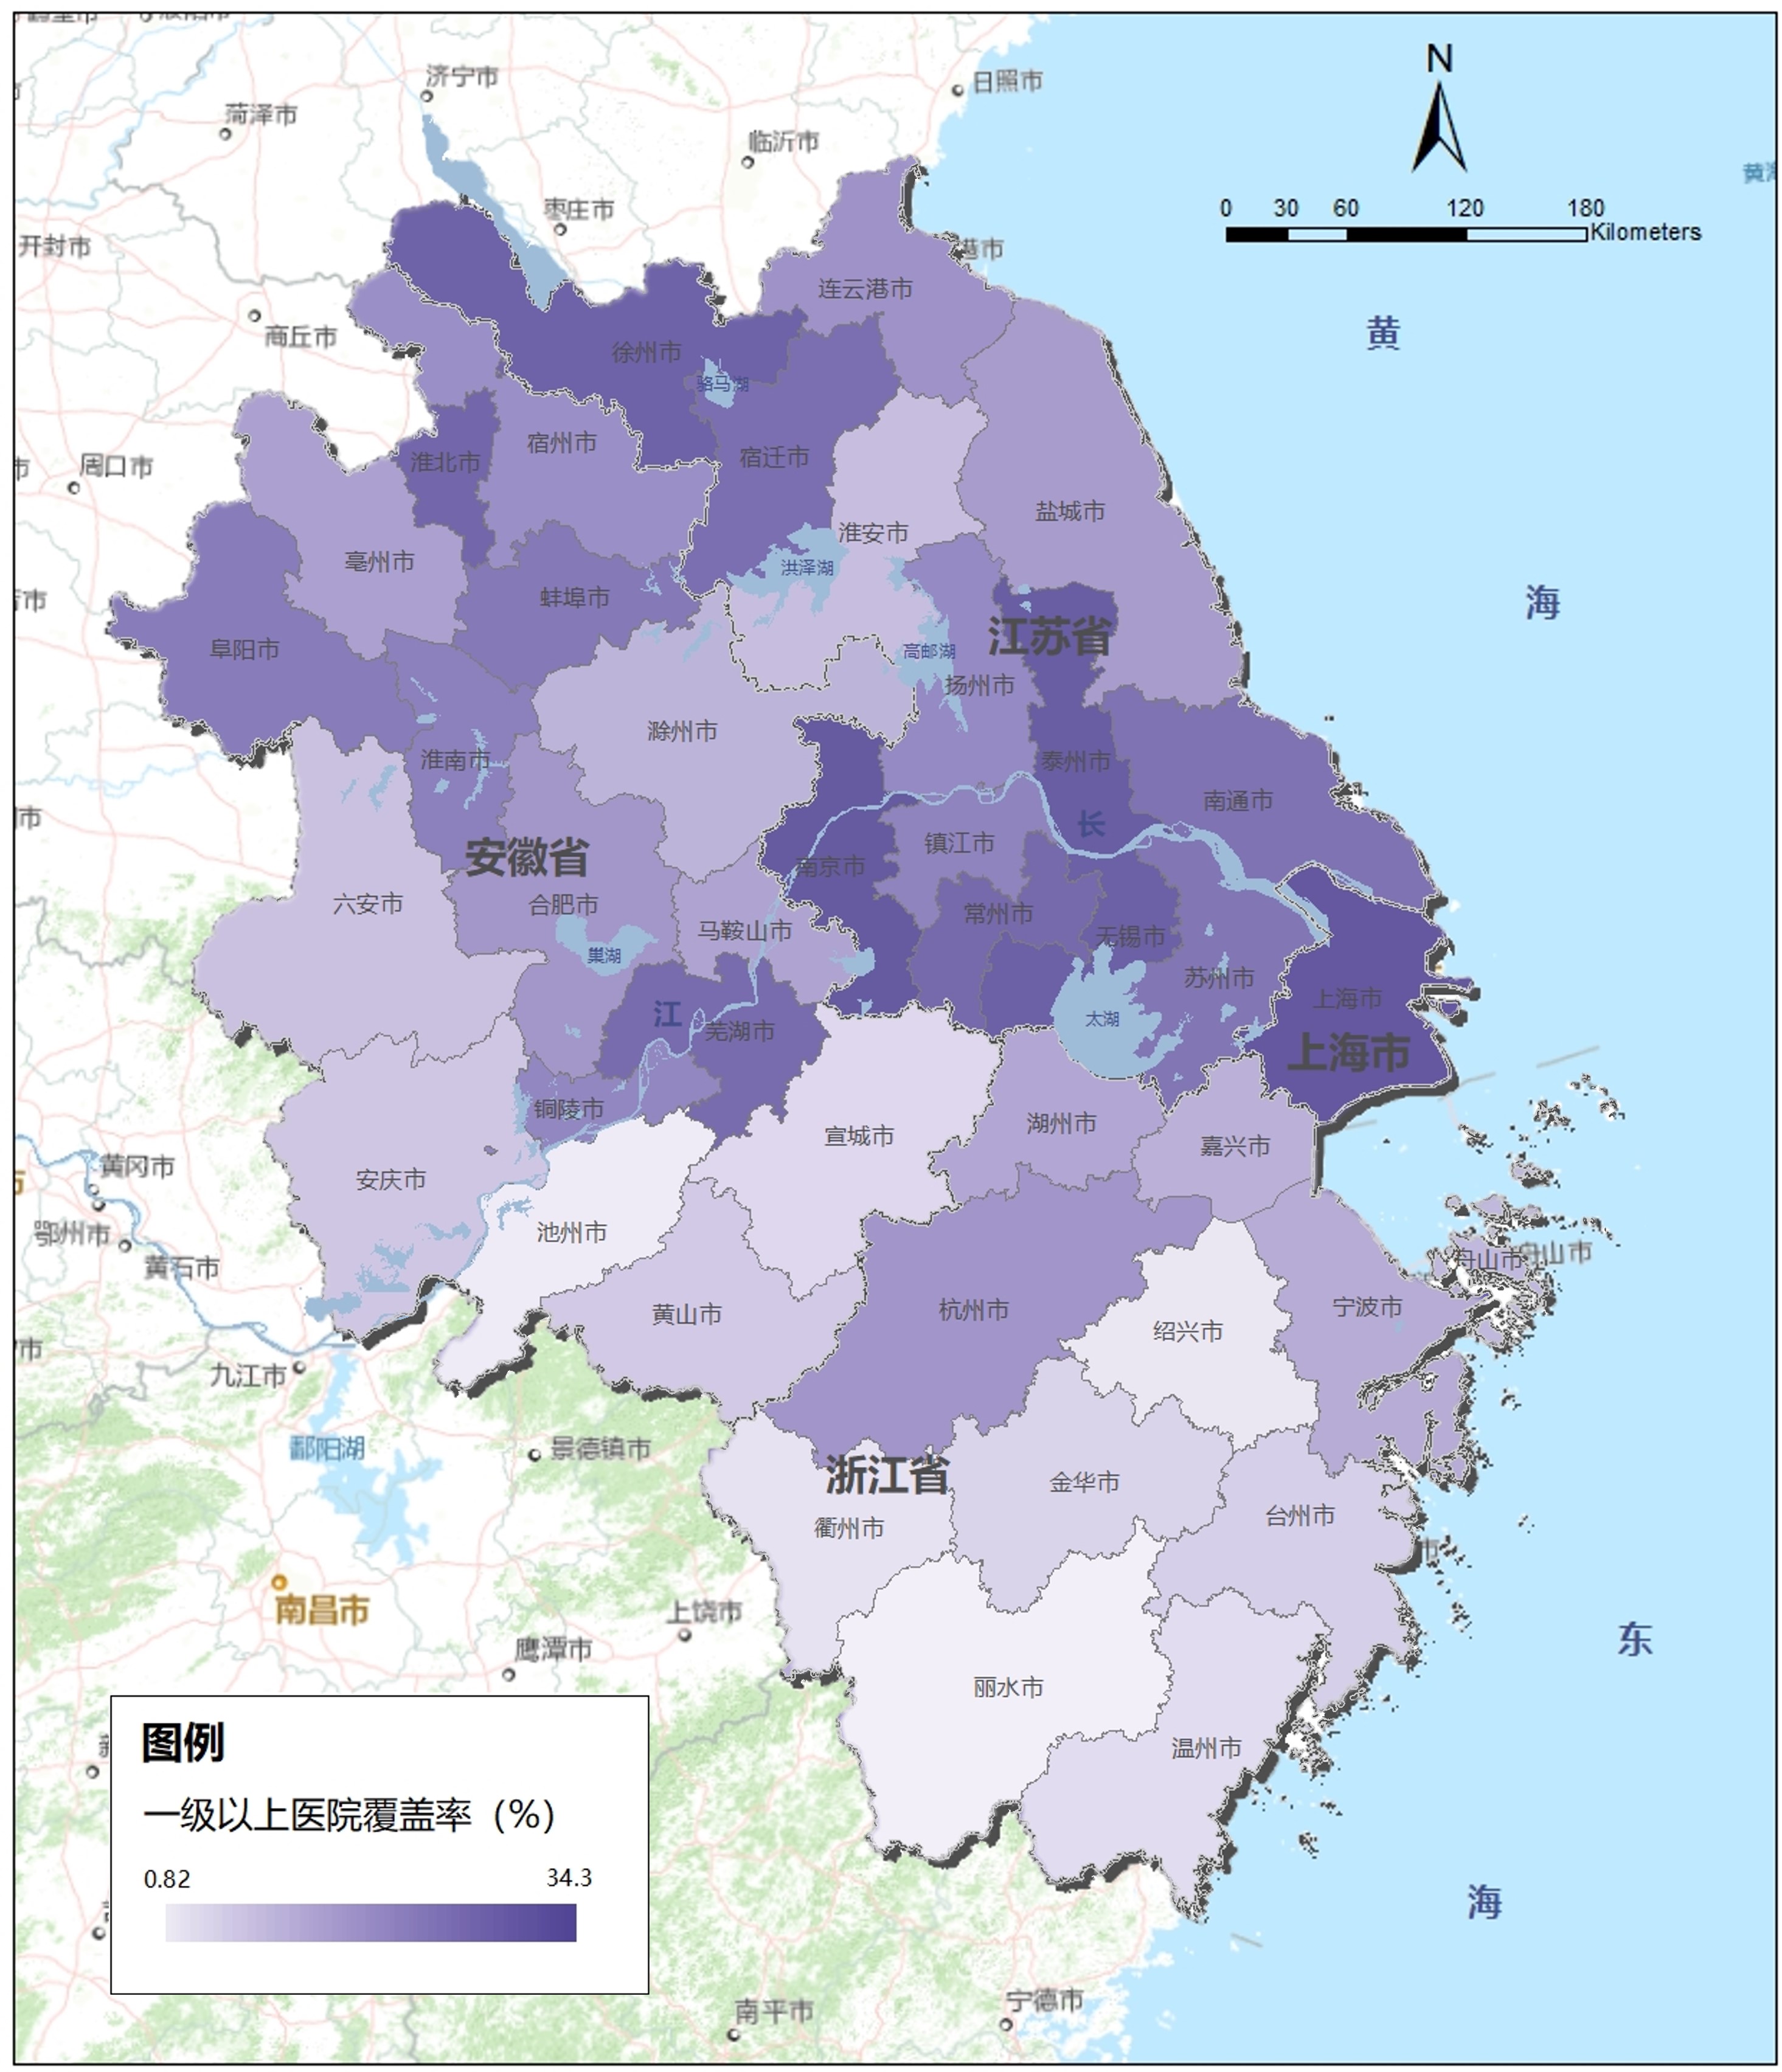 济宁市
日照市
菏泽市
临沂市
N
黄海
枣庄市
0 30 60 120 180
Kilometers
开封市
港市
连云港市
商丘市
黄
徐州市
骆马湖
宿州市
淮北市
宿迁市
周口市
盐城市
淮安市
亳州市
洪泽湖
蚌埠市
海
江苏省
阜阳市
高邮湖
扬州市
滁州市
淮南市
泰州市
南通市
长
镇江市
安徽省
南京市
六安市
合肥市
常州市
马鞍山市
无锡市
巢湖
苏州市
上海市
江
太湖
芜湖市
上海市
铜陵市
湖州市
宣城市
嘉兴市
黄冈市
安庆市
池州市
鄂州市
舟山市
舟山市
黄石市
杭州市
宁波市
黄山市
绍兴市
九江市
鄱阳湖
景德镇市
浙江省
金华市
台州市
衢州市
市
南昌市
上饶市
东
鹰潭市
丽水市
图例
温州市
一级以上医院覆盖率（%）
0.82 34.3
海
南平市
宁德市